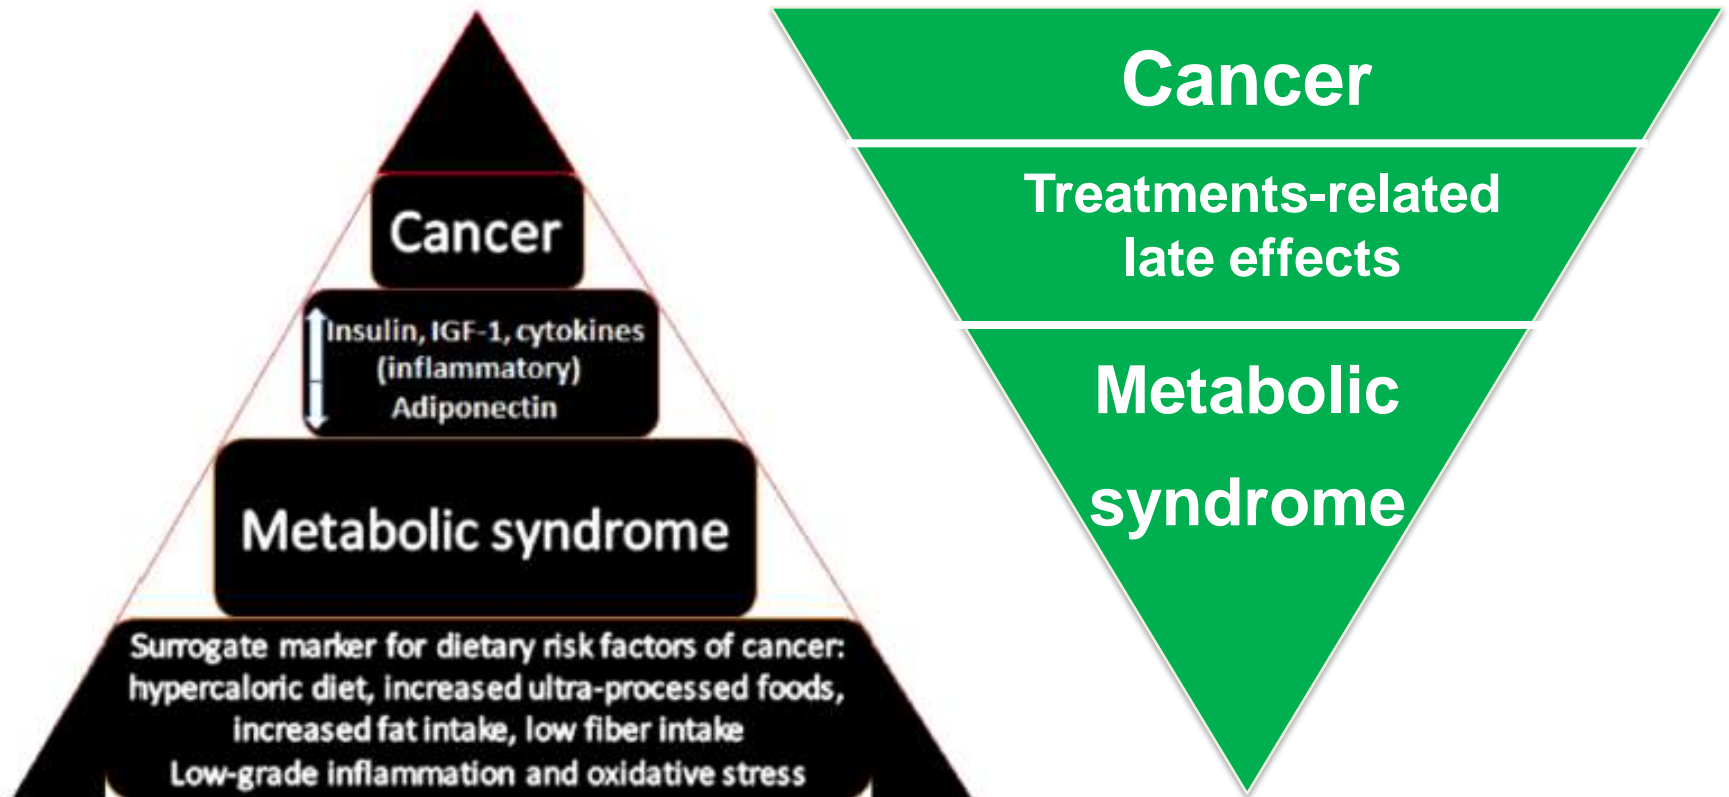 Cancer
Insulin, IGF-1, cytokines
(inflammatory)
Adiponectin
Metabolic syndrome
Surrogate marker for dietary risk factors of cancer:
hypercaloric diet, increased ultra-processed foods,
increased fat intake, low fiber intake
Low-grade inflammation and oxidative stress
Cancer
Treatments-related
late effects
Metabolic
syndrome